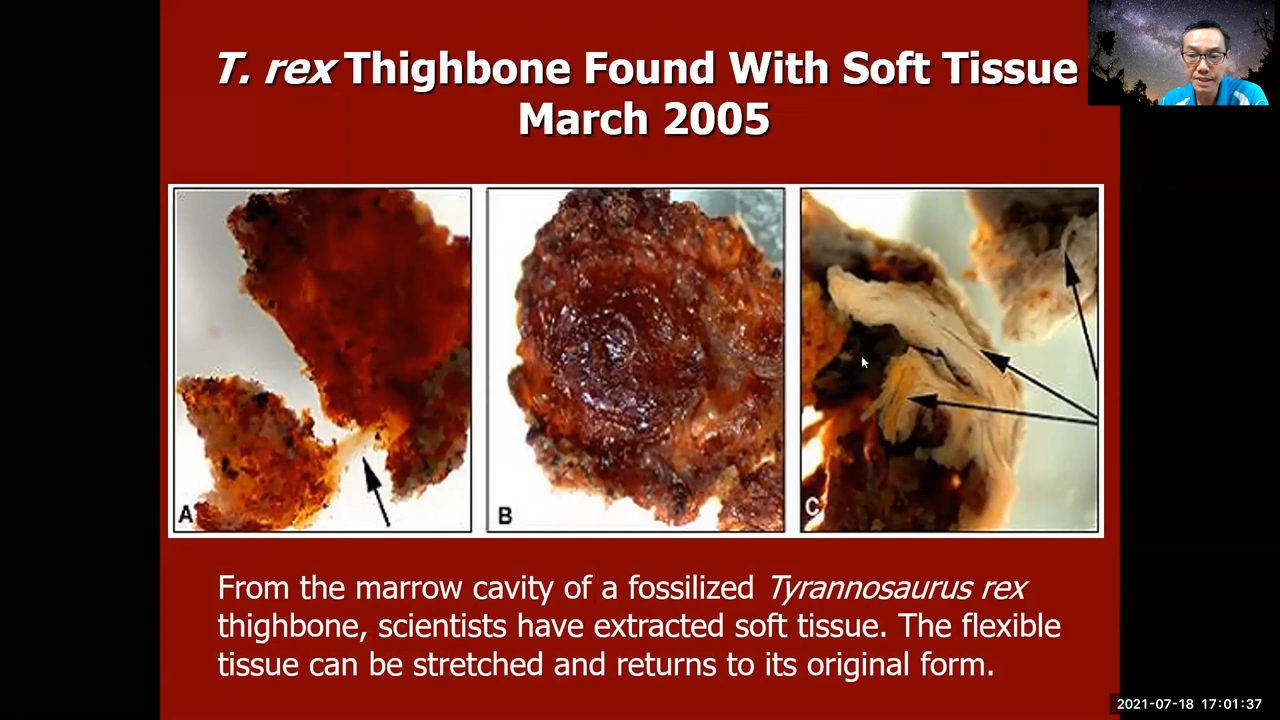 T. rex Thighbone Found With Soft Tissue
March 2005
A
B
C
From the marrow cavity of a fossilized Tyrannosaurus rex
thighbone, scientists have extracted soft tissue. The flexible
tissue can be stretched and returns to its original form.
2021-07-18 17:01:37